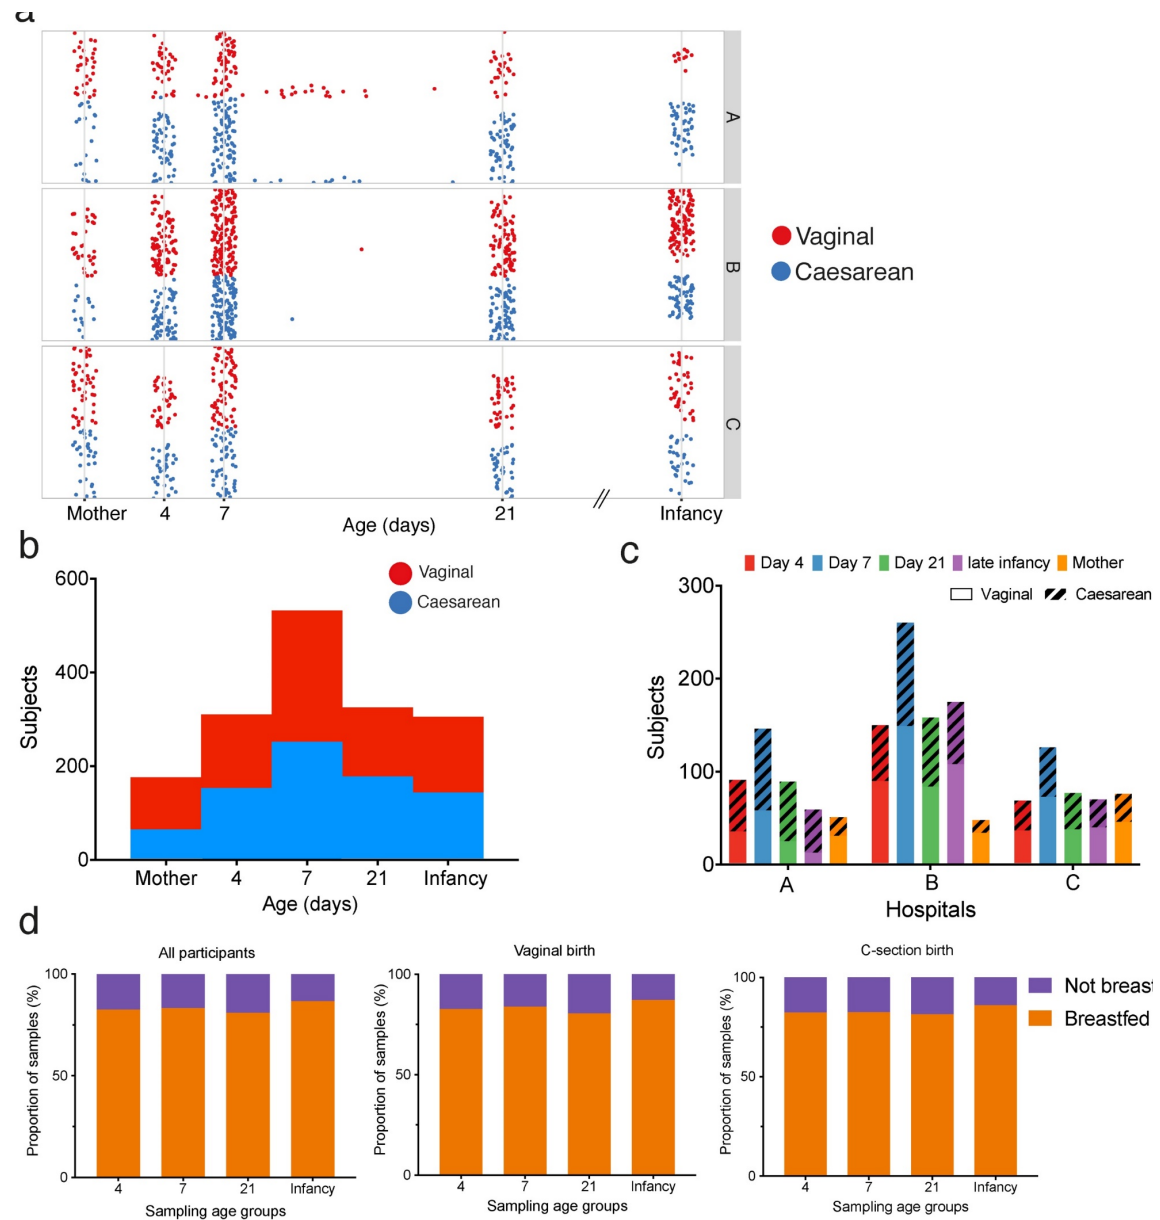 a
A
B
C
Vaginal
Caesarean
Mother 4 7 21 Infancy
Age (days)
b
Vaginal
Caesarean
600
400
200
0
Subjects
Mother 4 7 21 Infancy
Age (days)
c
Day 4 Day 7 Day 21 late infancy Mother
Vaginal Caesarean
300
200
100
0
Subjects
A B C
Hospitals
d
All participants
100
50
0
Proportion of samples (%)
4 7 21 Infancy
Sampling age groups
Vaginal birth
100
50
0
Proportion of samples (%)
4 7 21 Infancy
Sampling age groups
C-section birth
100
50
0
Proportion of samples (%)
4 7 21 Infancy
Sampling age groups
Not breast
Breastfed